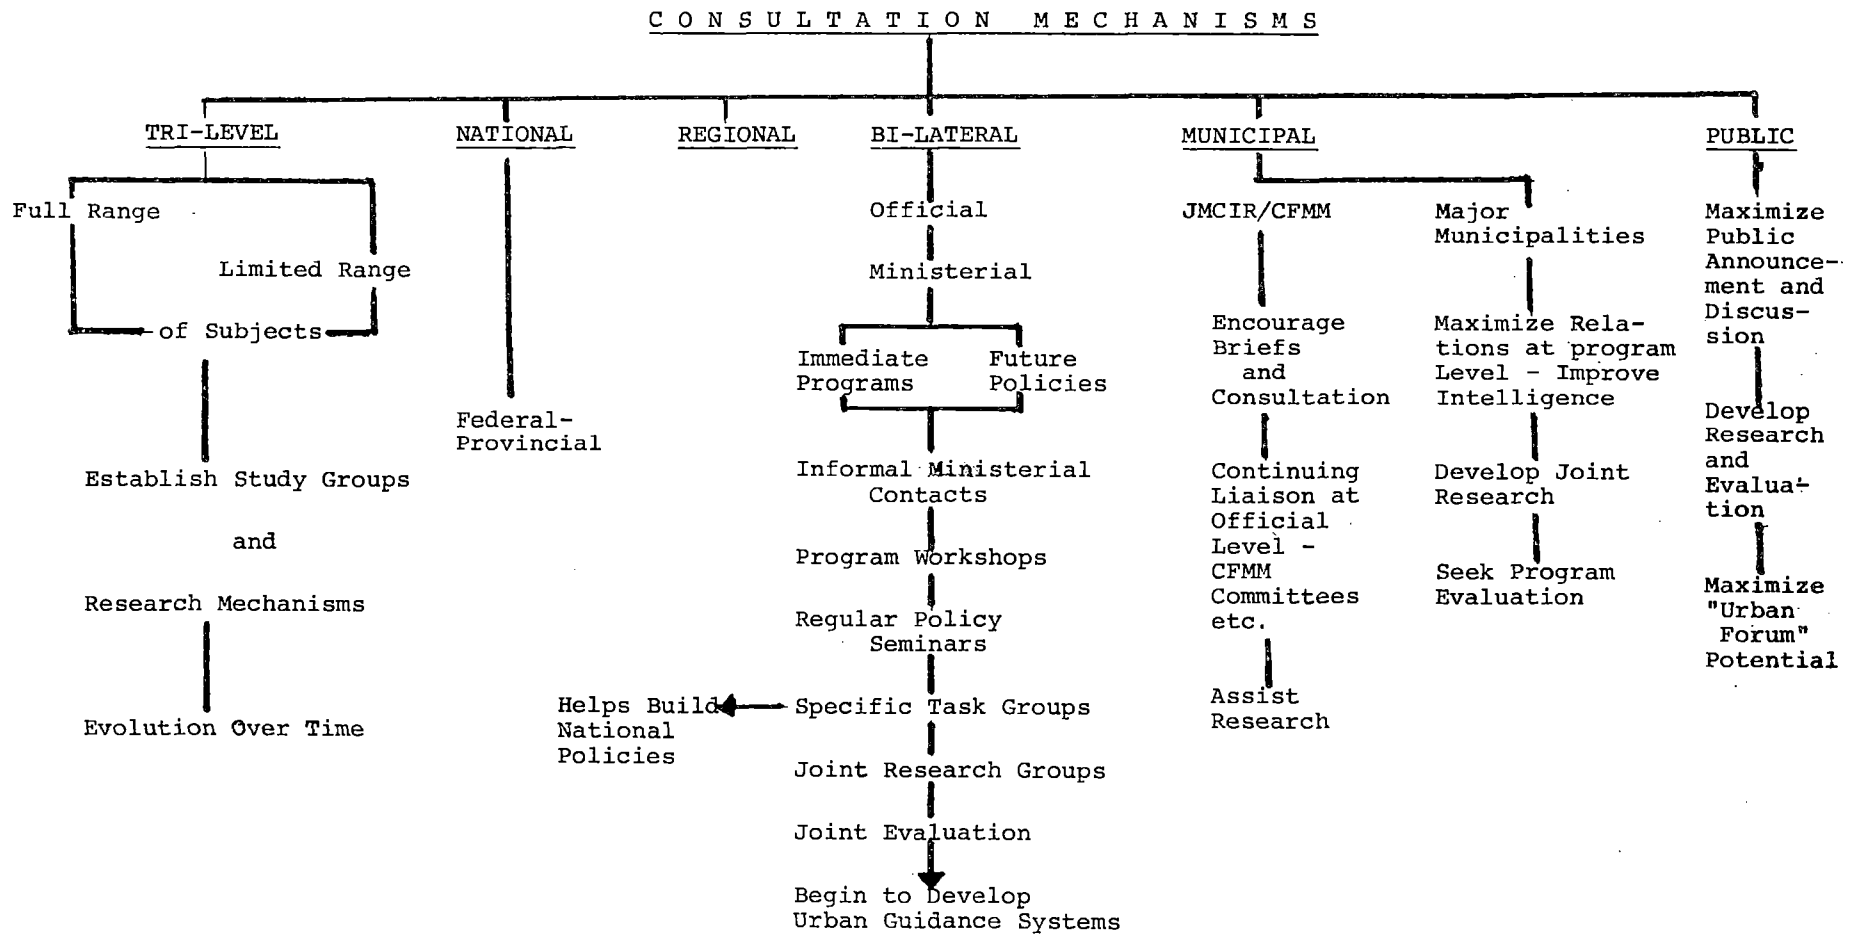 CONSULTATION MECHANISMS
TRI-LEVEL
NATIONAL
REGIONAL
BI-LATERAL
MUNICIPAL
PUBLIC
Full Range
Limited Range
of Subjects
Establish Study Groups
and
Research Mechanisms
Evolution Over Time
Federal-
Provincial
Official
Ministerial
Immediate
Programs
Future
Policies
Informal Ministerial
Contacts
Program Workshops
Regular Policy
Seminars
Specific Task Groups
Helps Build
National
Policies
Joint Research Groups
Joint Evaluation
Begin to Develop
Urban Guidance Systems
JMCIR/CFMM
Encourage
Briefs
and
Consultation
Continuing
Liaison at
Official
Level -
CFMM
Committees
etc.
Assist
Research
Major
Municipalities
Maximize Rela-
tions at program
Level - Improve
Intelligence
Develop Joint
Research
Seek Program
Evaluation
Maximize
Public
Announce-
ment and
Discus-
sion
Develop
Research
and
Evalua-
tion
Maximize
"Urban
Forum"
Potential